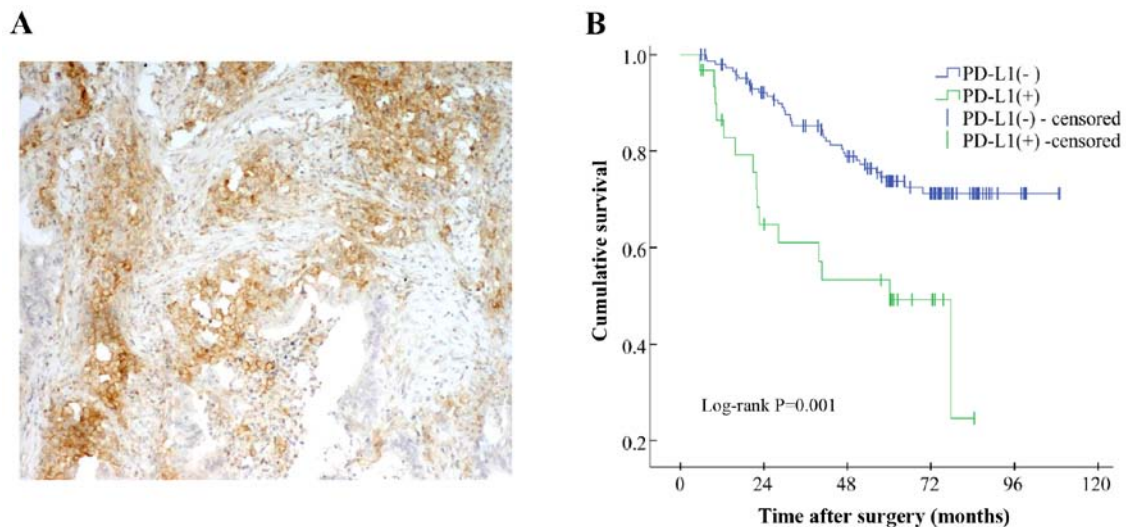 A
B
1.0
0.8
0.6
0.4
0.2
Cumulative survival
PD-L1(- )
PD-L1(+)
PD-L1(-) - censored
PD-L1(+) -censored
Log-rank P=0.001
0 24 48 72 96 120
Time after surgery (months)